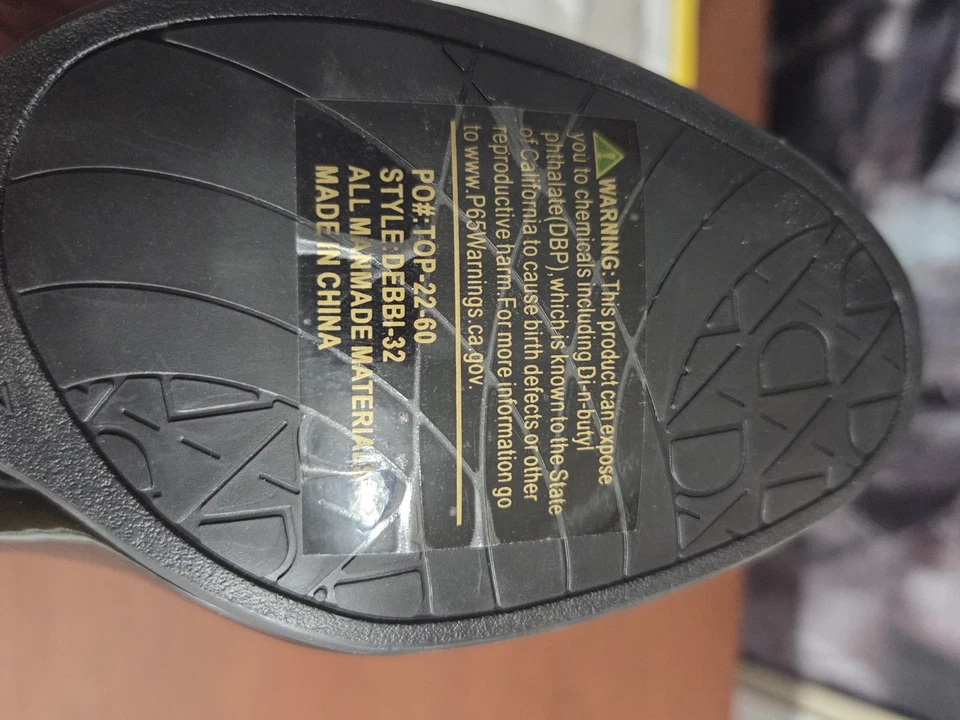 WARNING: This product can expose
you to chemicals including Di-n-butyl
phthalate (DBP), which is known to the State
of California to cause birth defects or other
reproductive harm. For more information go
to www.P65Warnings.ca.gov.
PO#:TOP-22-60
STYLE:DEBBI-32
ALL MANMADE MATERIALS
MADE IN CHINA